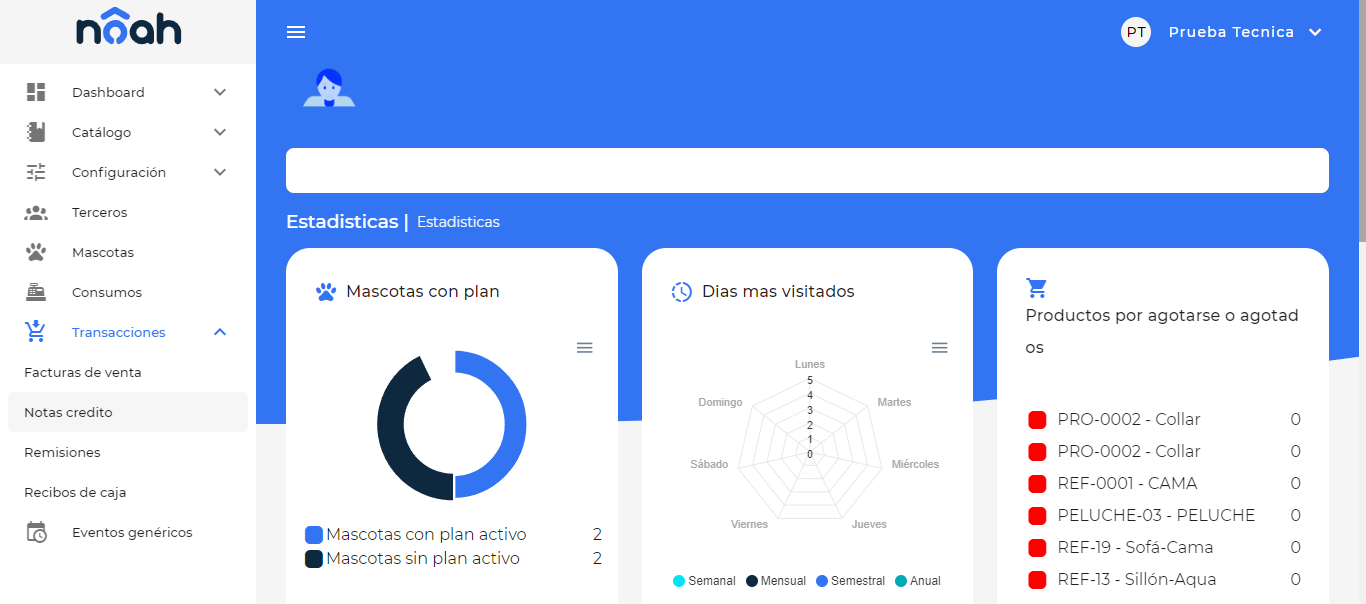 nôah
PT Prueba Tecnica
Dashboard
Catálogo
Configuración
Terceros
Mascotas
Consumos
Transacciones
Facturas de venta
Notas credito
Remisiones
Recibos de caja
Eventos genéricos
Estadisticas | Estadisticas
Mascotas con plan
Mascotas con plan activo 2
Mascotas sin plan activo 2
Dias mas visitados
Lunes
5
4
3
2
1
0
Domingo
Martes
Sábado
Miércoles
Viernes
Jueves
Semanal Mensual Semestral Anual
Productos por agotarse o agotad
os
PRO-0002 - Collar 0
PRO-0002 - Collar 0
REF-0001 - CAMA 0
PELUCHE-03 - PELUCHE 0
REF-19 - Sofá-Cama 0
REF-13 - Sillón-Aqua 0